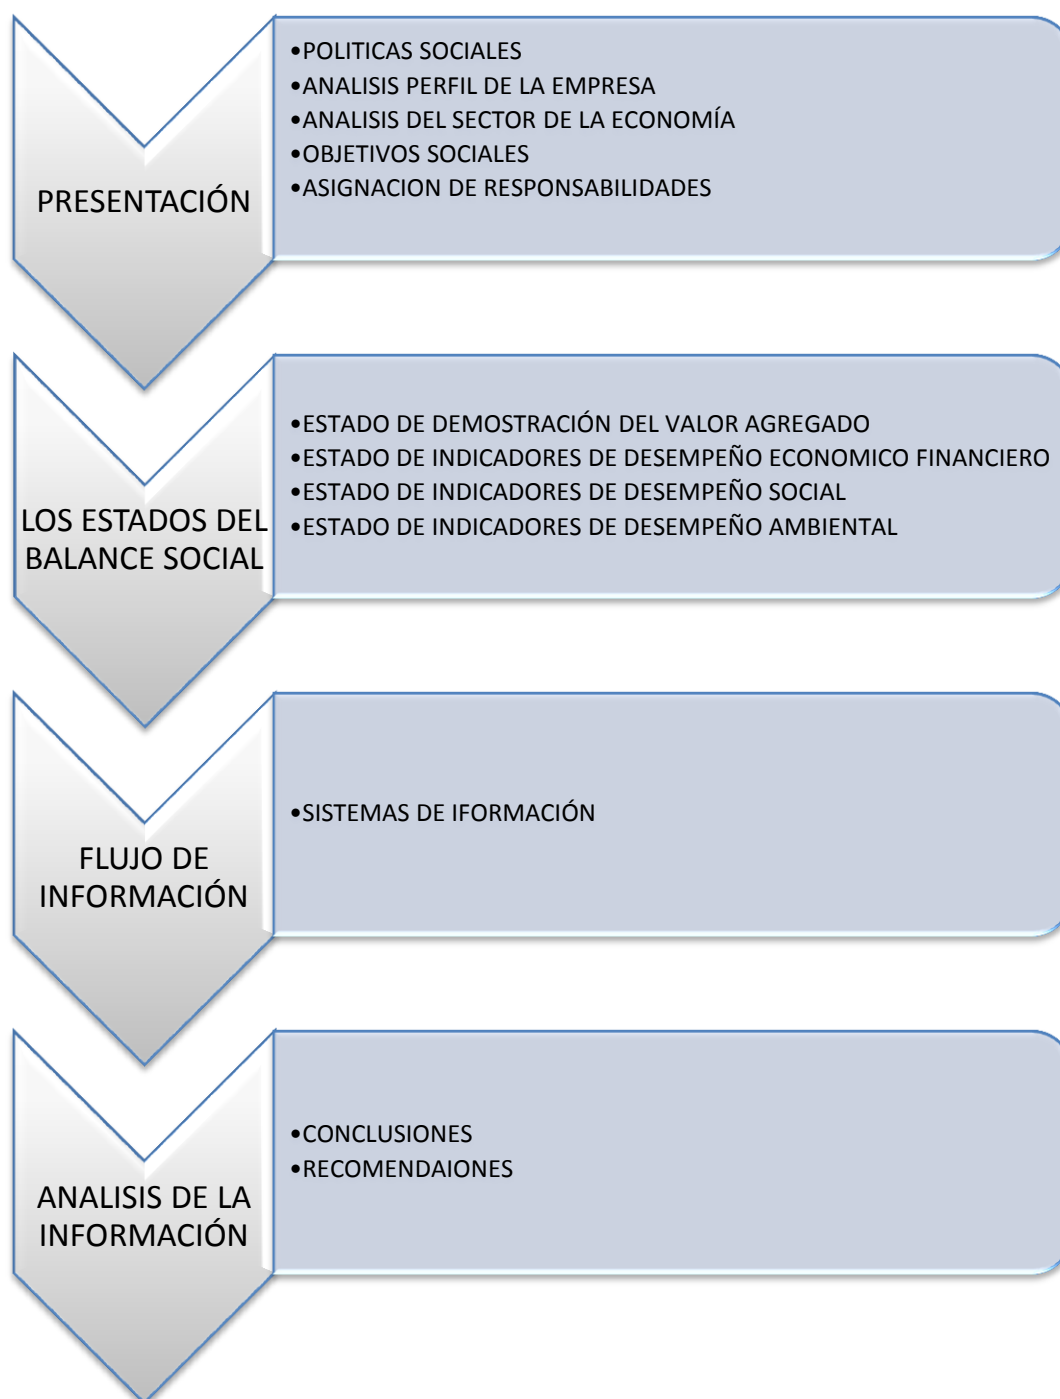 PRESENTACIÓN
•POLITICAS SOCIALES
•ANALISIS PERFIL DE LA EMPRESA
•ANALISIS DEL SECTOR DE LA ECONOMÍA
•OBJETIVOS SOCIALES
•ASIGNACION DE RESPONSABILIDADES
LOS ESTADOS DEL
BALANCE SOCIAL
•ESTADO DE DEMOSTRACIÓN DEL VALOR AGREGADO
•ESTADO DE INDICADORES DE DESEMPEÑO ECONOMICO FINANCIERO
•ESTADO DE INDICADORES DE DESEMPEÑO SOCIAL
•ESTADO DE INDICADORES DE DESEMPEÑO AMBIENTAL
FLUJO DE
INFORMACIÓN
•SISTEMAS DE IFORMACIÓN
ANALISIS DE LA
INFORMACIÓN
•CONCLUSIONES
•RECOMENDAIONES